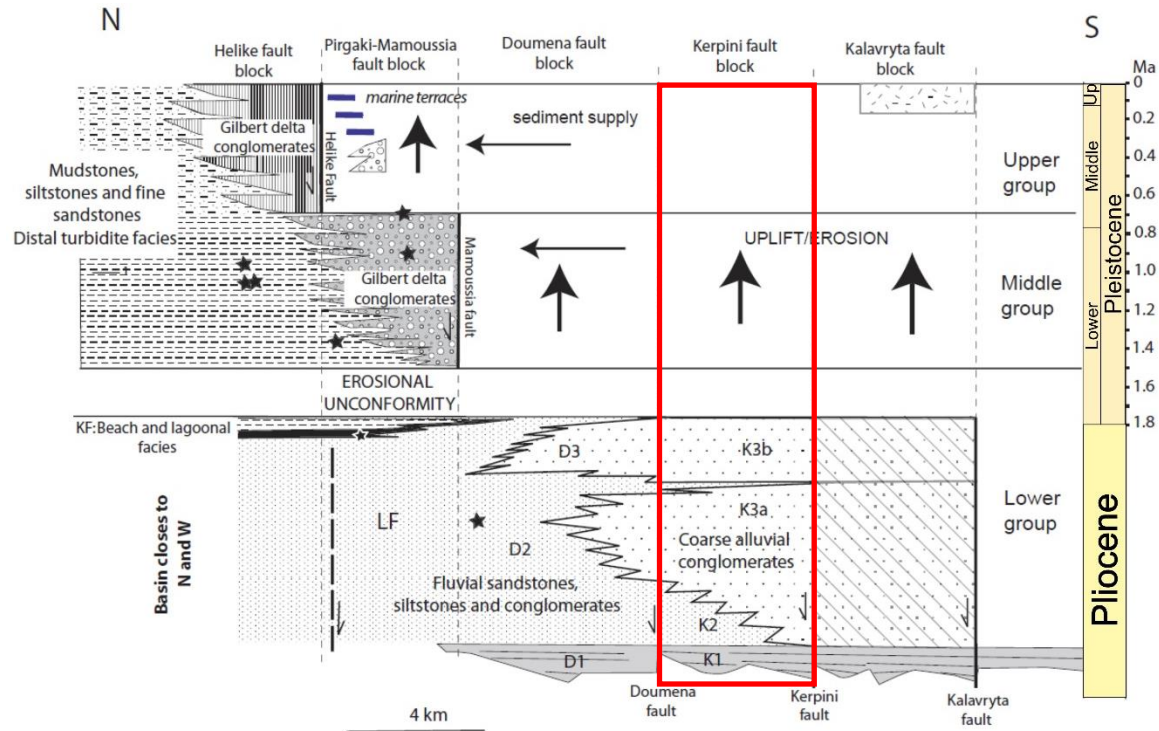 N
S
Helike fault
block
Pirgaki-Mamoussia
fault block
Doumena fault
block
Kerpini fault
block
Kalavryta fault
block
Ma
0
0.2
0.4
0.6
0.8
1.0
1.2
1.4
1.6
1.8
Up
Middle
Lower
Pleistocene
Pliocene
marine terraces
sediment supply
Gilbert delta
conglomerates
Helike Fault
Upper
group
Mudstones,
siltstones and fine
sandstones
Distal turbidite facies
UPLIFT/EROSION
Gilbert delta
conglomerates
Mamoussia fault
Middle
group
EROSIONAL
UNCONFORMITY
KF:Beach and lagoonal
facies
D3
K3b
Basin closes to
N and W
LF
K3a
Lower
group
D2
Coarse alluvial
conglomerates
Fluvial sandstones,
siltstones and conglomerates
K2
D1
K1
Doumena
fault
Kerpini
fault
Kalavryta
fault
4 km